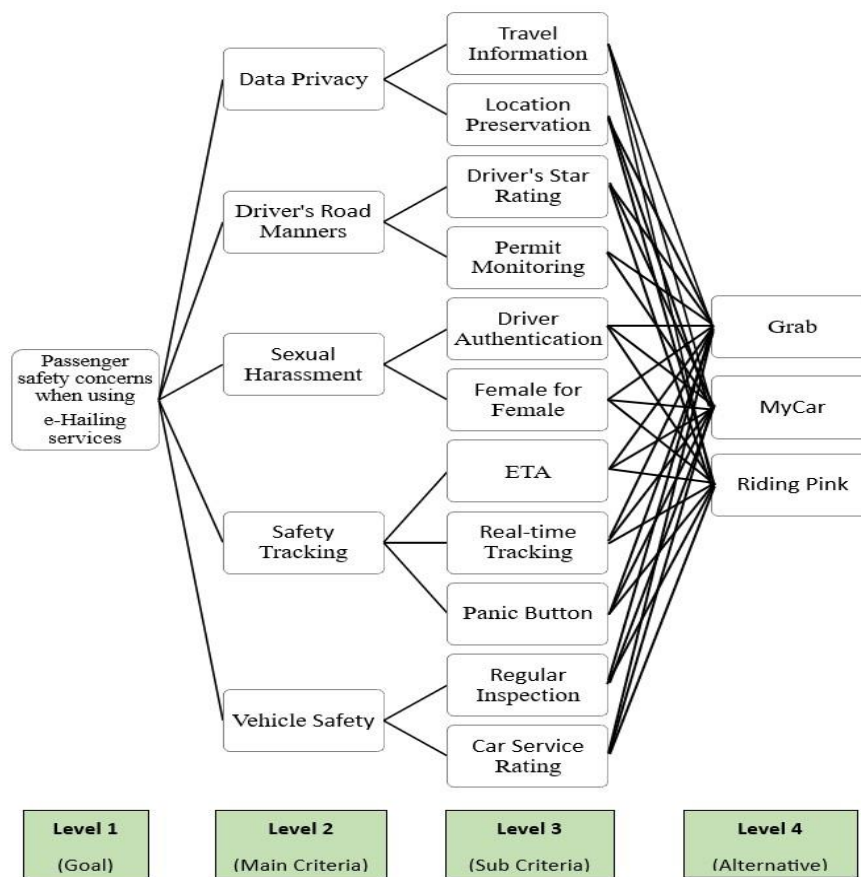 Passenger
safety concerns
when using
e-Hailing
services
Data Privacy
Driver's Road
Manners
Sexual
Harassment
Safety
Tracking
Vehicle Safety
Travel
Information
Location
Preservation
Driver's Star
Rating
Permit
Monitoring
Driver
Authentication
Female for
Female
ETA
Real-time
Tracking
Panic Button
Regular
Inspection
Car Service
Rating
Grab
MyCar
Riding Pink
Level 1
(Goal)
Level 2
(Main Criteria)
Level 3
(Sub Criteria)
Level 4
(Alternative)